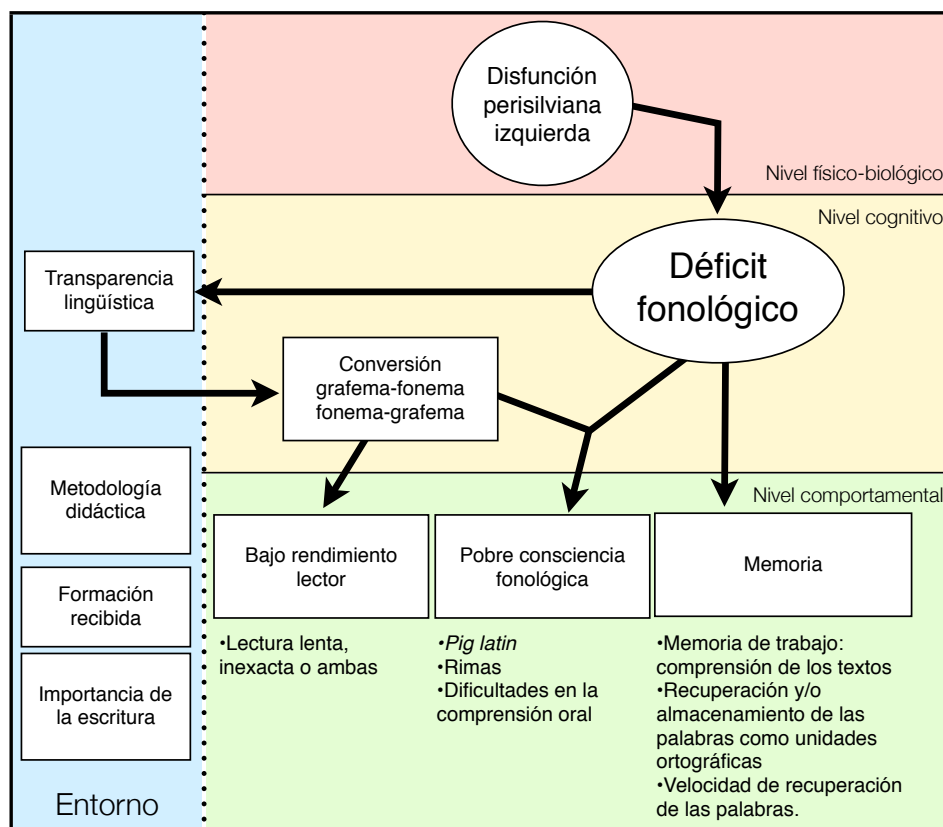 Disfunción
perisilviana
izquierda
Nivel físico-biológico
Nivel cognitivo
Déficit
fonológico
Transparencia
lingüística
Conversión
grafema-fonema
fonema-grafema
Nivel comportamental
Metodología
didáctica
Formación
recibida
Importancia de
la escritura
Entorno
Bajo rendimiento
lector
•Lectura lenta,
inexacta o ambas
Pobre consciencia
fonológica
•Pig latin
•Rimas
•Dificultades en la
comprensión oral
Memoria
•Memoria de trabajo:
comprensión de los textos
•Recuperación y/o
almacenamiento de las
palabras como unidades
ortográficas
•Velocidad de recuperación
de las palabras.